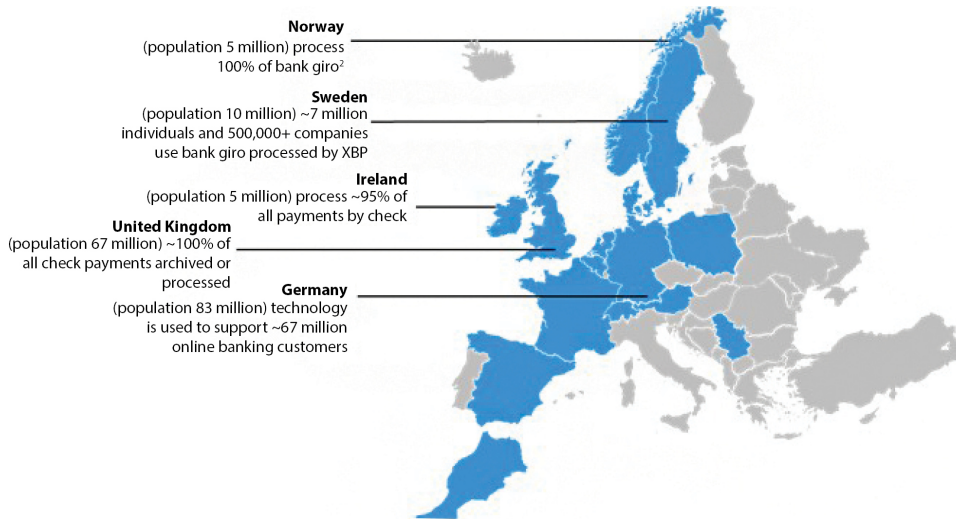 Norway
(population 5 million) process
100% of bank giro²
Sweden
(population 10 million) ~7 million
individuals and 500,000+ companies
use bank giro processed by XBP
Ireland
(population 5 million) process ~95% of
all payments by check
United Kingdom
(population 67 million) ~100% of
all check payments archived or
processed
Germany
(population 83 million) technology
is used to support ~67 million
online banking customers